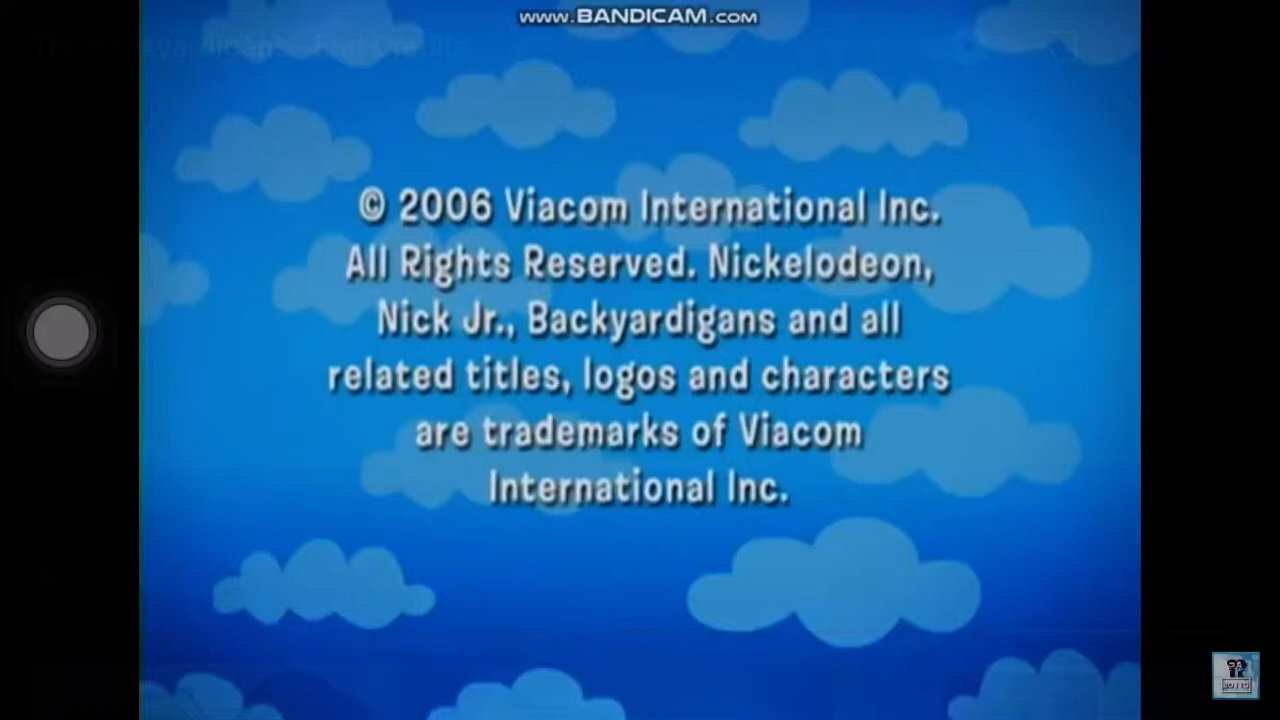 www.BANDICAM.com
© 2006 Viacom International Inc.
All Rights Reserved. Nickelodeon,
Nick Jr., Backyardigans and all
related titles, logos and characters
are trademarks of Viacom
International Inc.